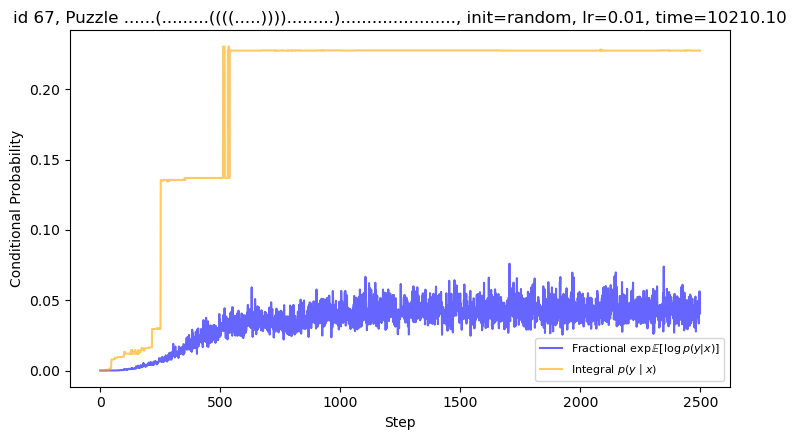 id 67, Puzzle ......(.........((((.....)))).........)......................, init=random, lr=0.01, time=10210.10
Conditional Probability
0.20
0.15
0.10
0.05
0.00
Fractional exp 𝔼[log p(y|x)]
Integral p(y | x)
0
500
1000
1500
2000
2500
Step